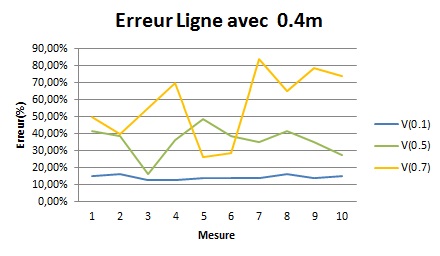 Erreur Ligne avec 0.4m
90,00%
80,00%
70,00%
60,00%
50,00%
40,00%
30,00%
20,00%
10,00%
0,00%
Erreur(%)
1 2 3 4 5 6 7 8 9 10
Mesure
V(0.1)
V(0.5)
V(0.7)